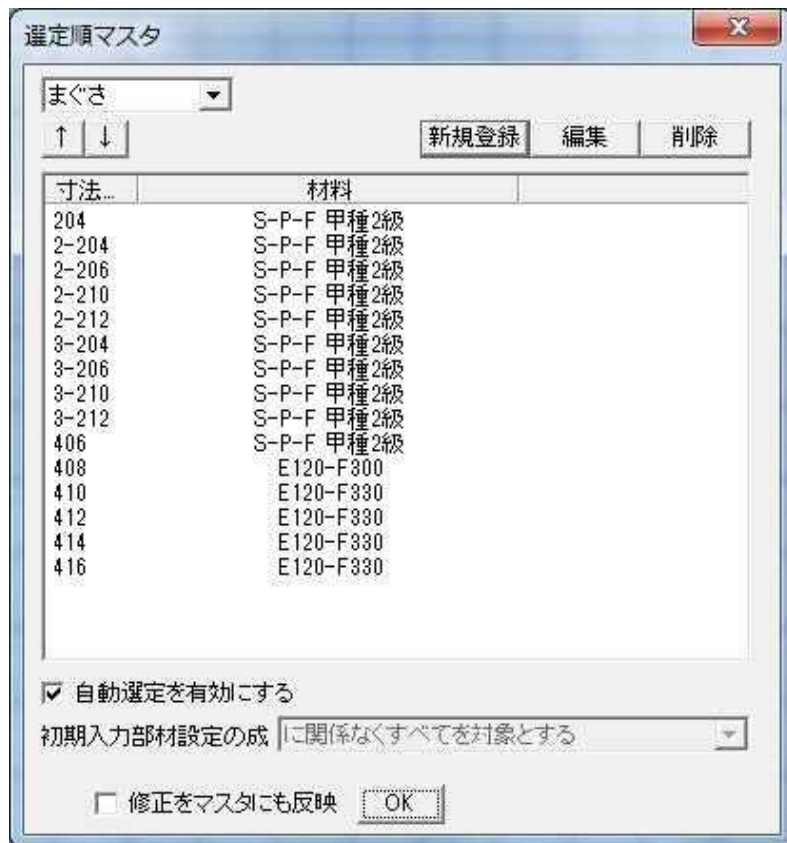 選定順マスタ
まぐさ
↑ ↓ 新規登録 編集 削除
寸法... 材料
204 S-P-F 甲種2級
2-204 S-P-F 甲種2級
2-206 S-P-F 甲種2級
2-210 S-P-F 甲種2級
2-212 S-P-F 甲種2級
3-204 S-P-F 甲種2級
3-206 S-P-F 甲種2級
3-210 S-P-F 甲種2級
3-212 S-P-F 甲種2級
406 S-P-F 甲種2級
408 E120-F300
410 E120-F330
412 E120-F330
414 E120-F330
416 E120-F330
自動選定を有効にする
初期入力部材設定の成 に関係なくすべてを対象とする
修正をマスタにも反映 OK